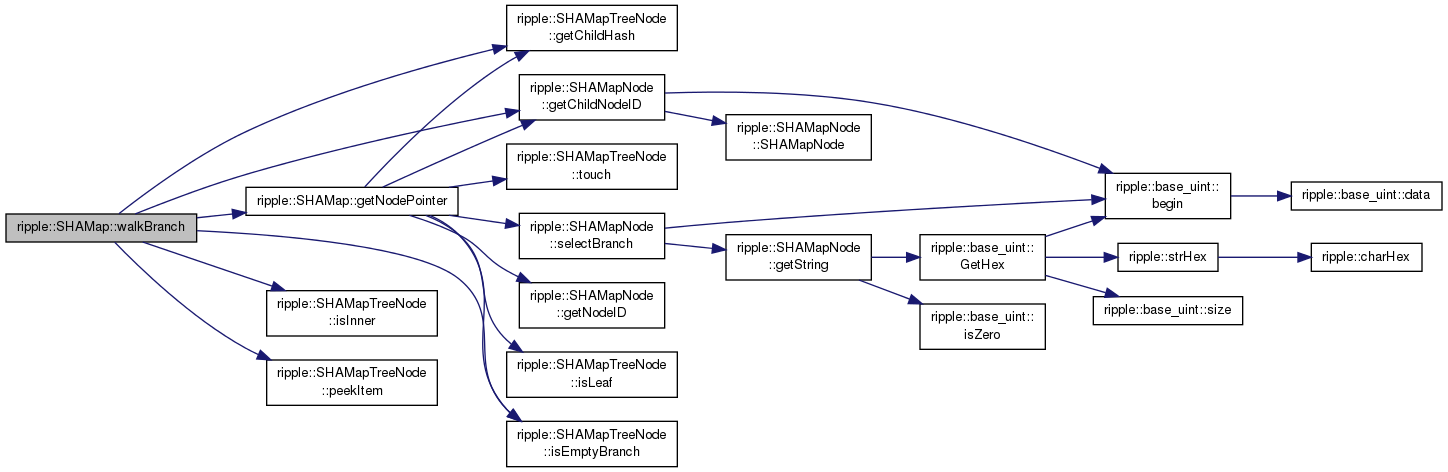 ripple::SHAMap::walkBranch
ripple::SHAMap::getNodePointer
ripple::SHAMapTreeNode
::isInner
ripple::SHAMapTreeNode
::peekItem
ripple::SHAMapTreeNode
::getChildHash
ripple::SHAMapNode
::getChildNodeID
ripple::SHAMapTreeNode
::touch
ripple::SHAMapNode
::selectBranch
ripple::SHAMapNode
::getNodeID
ripple::SHAMapTreeNode
::isLeaf
ripple::SHAMapTreeNode
::isEmptyBranch
ripple::SHAMapNode
::SHAMapNode
ripple::SHAMapNode
::getString
ripple::base_uint::
GetHex
ripple::base_uint::
isZero
ripple::base_uint::
begin
ripple::strHex
ripple::base_uint::size
ripple::base_uint::data
ripple::charHex